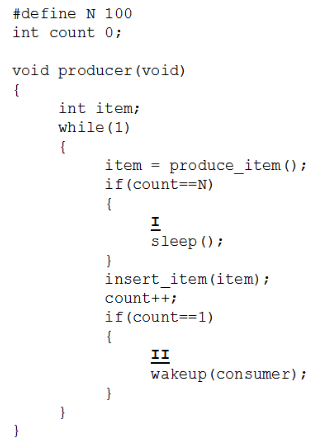 #define N 100
int count 0;
void producer(void)
{
int item;
while(1)
{
item = produce_item();
if(count==N)
{
I
sleep();
}
insert_item(item);
count++;
if(count==1)
{
II
wakeup(consumer);
}
}
}